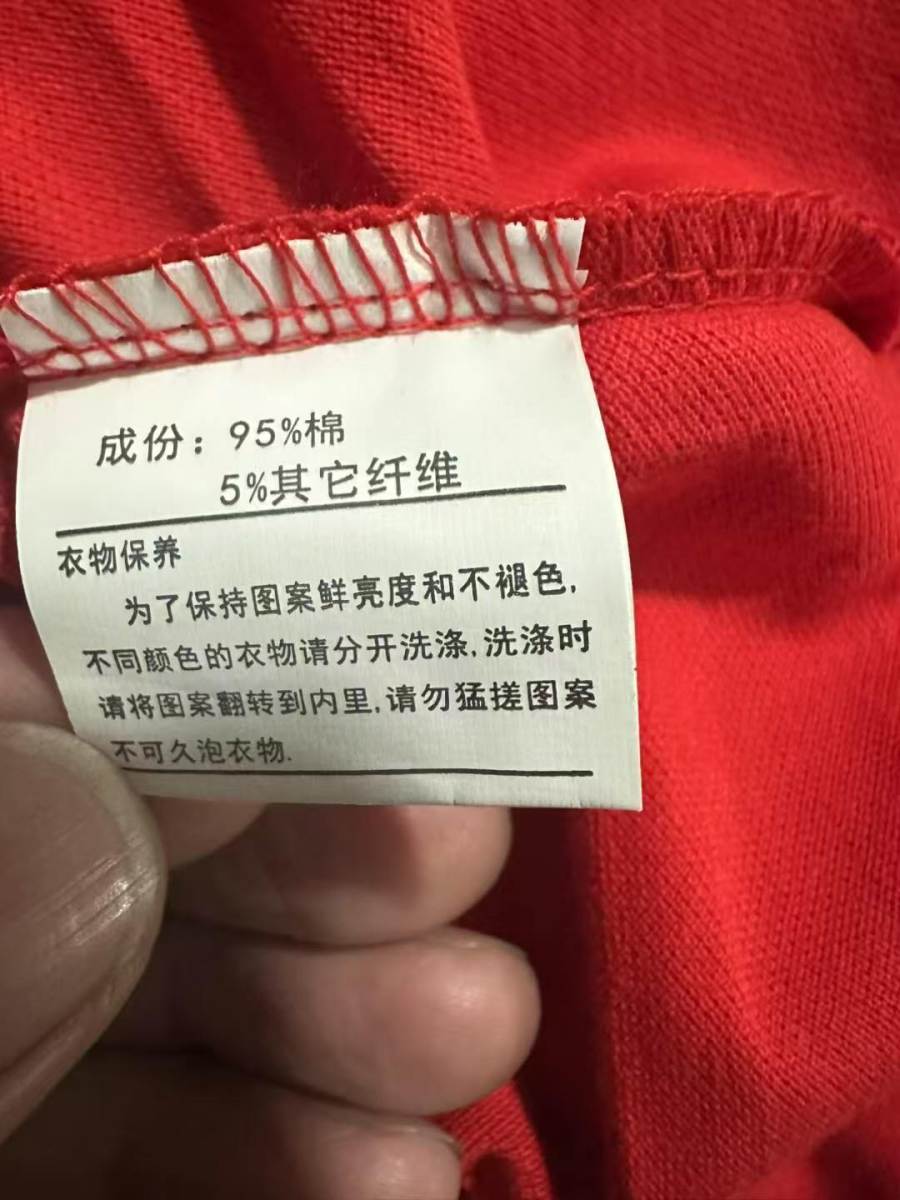 成份：95%棉
5%其它纤维
衣物保养
为了保持图案鲜亮度和不褪色,
不同颜色的衣物请分开洗涤,洗涤时
请将图案翻转到内里,请勿猛搓图案
不可久泡衣物.